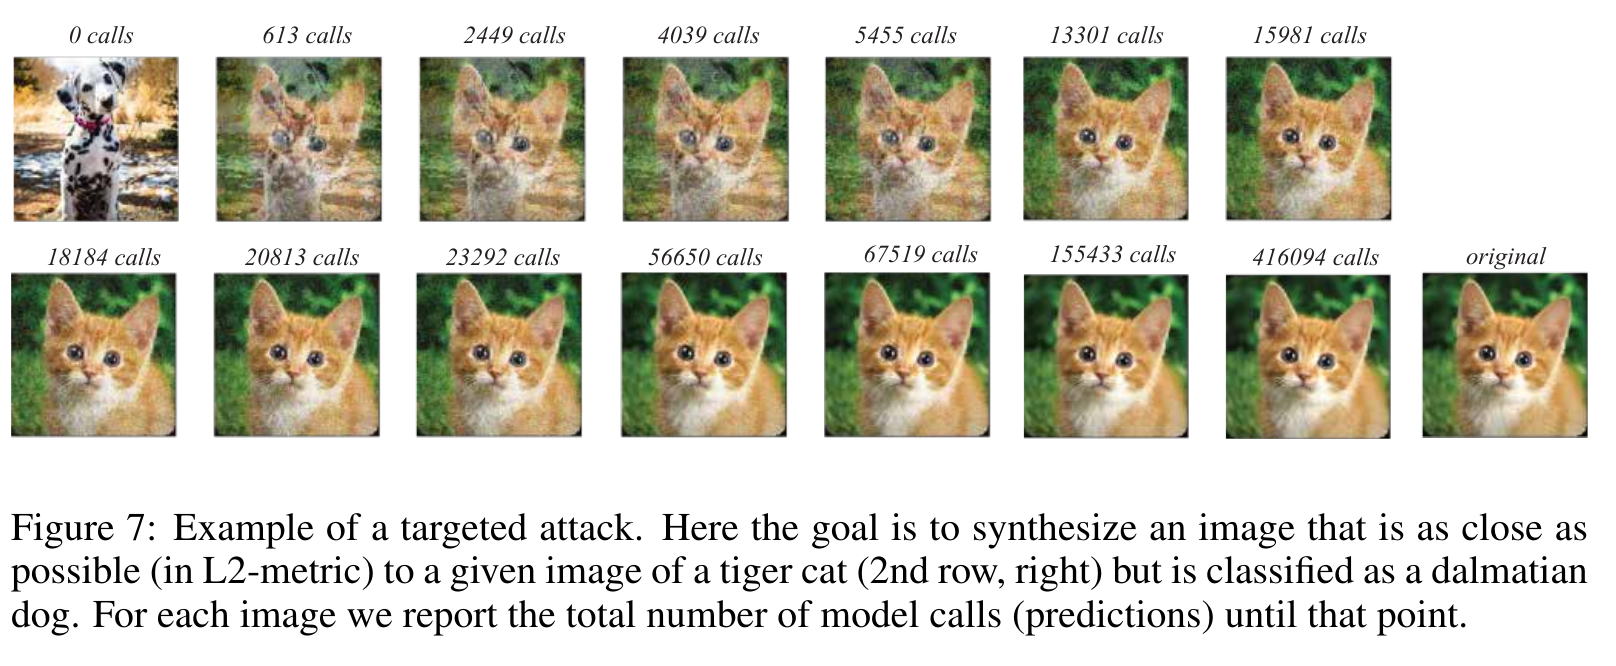 0 calls
613 calls
2449 calls
4039 calls
5455 calls
13301 calls
15981 calls
18184 calls
20813 calls
23292 calls
56650 calls
67519 calls
155433 calls
416094 calls
original
Figure 7: Example of a targeted attack. Here the goal is to synthesize an image that is as close as
possible (in L2-metric) to a given image of a tiger cat (2nd row, right) but is classified as a dalmatian
dog. For each image we report the total number of model calls (predictions) until that point.